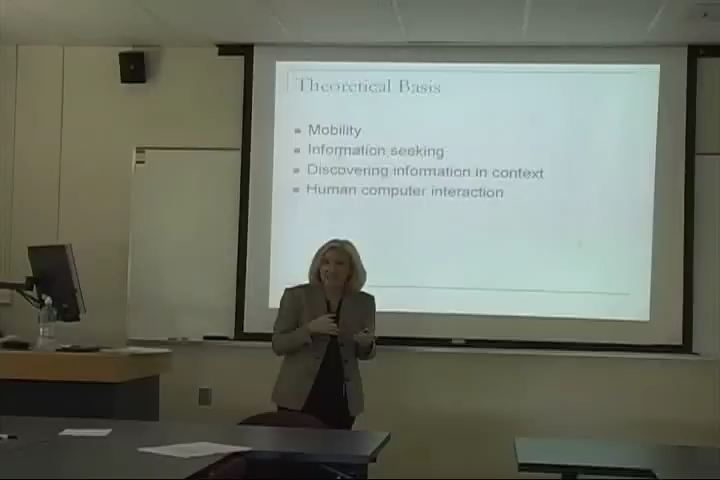 Theoretical Basis
Mobility
Information seeking
Discovering information in context
Human computer interaction